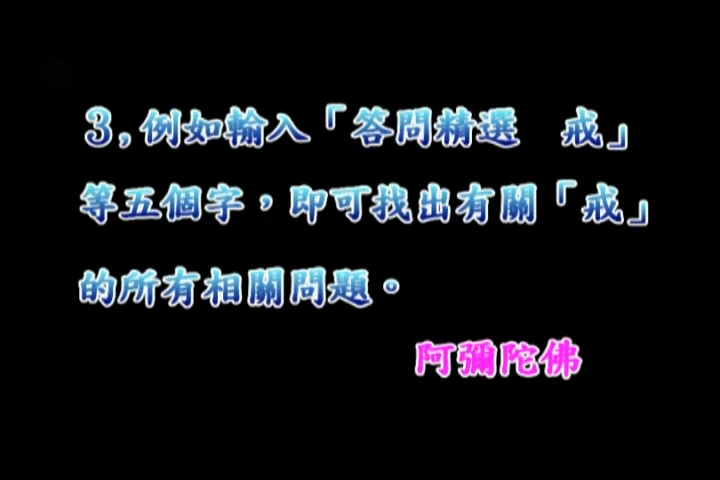 3,例如輸入「答問精選　戒」
等五個字，即可找出有關「戒」
的所有相關問題。
阿彌陀佛